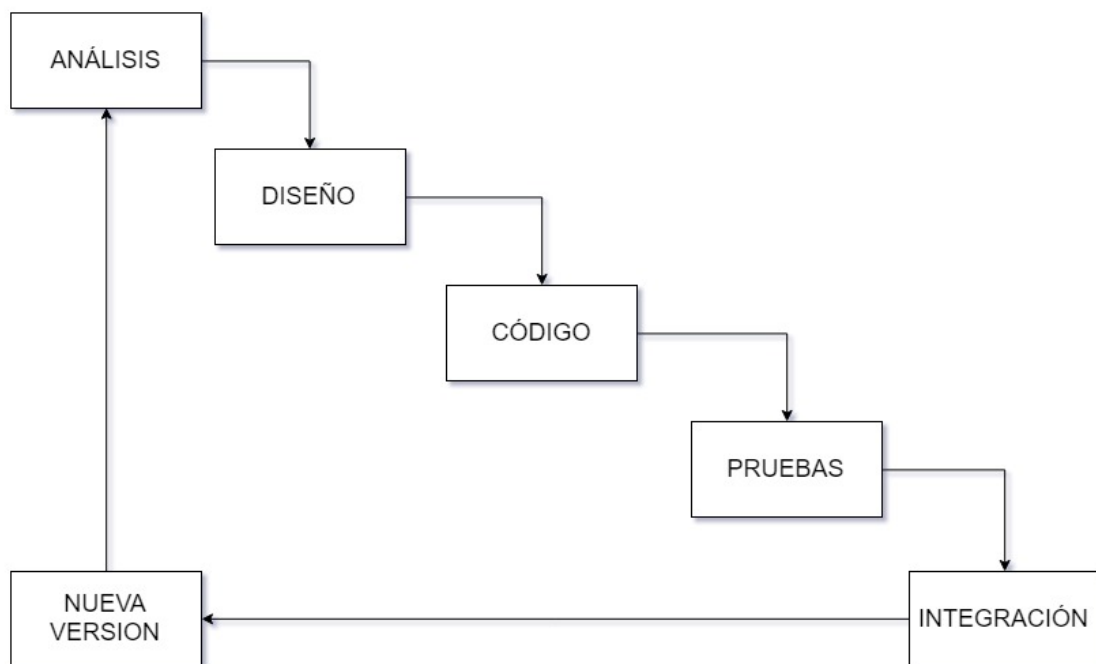 ANÁLISIS
DISEÑO
CÓDIGO
PRUEBAS
INTEGRACIÓN
NUEVA
VERSION